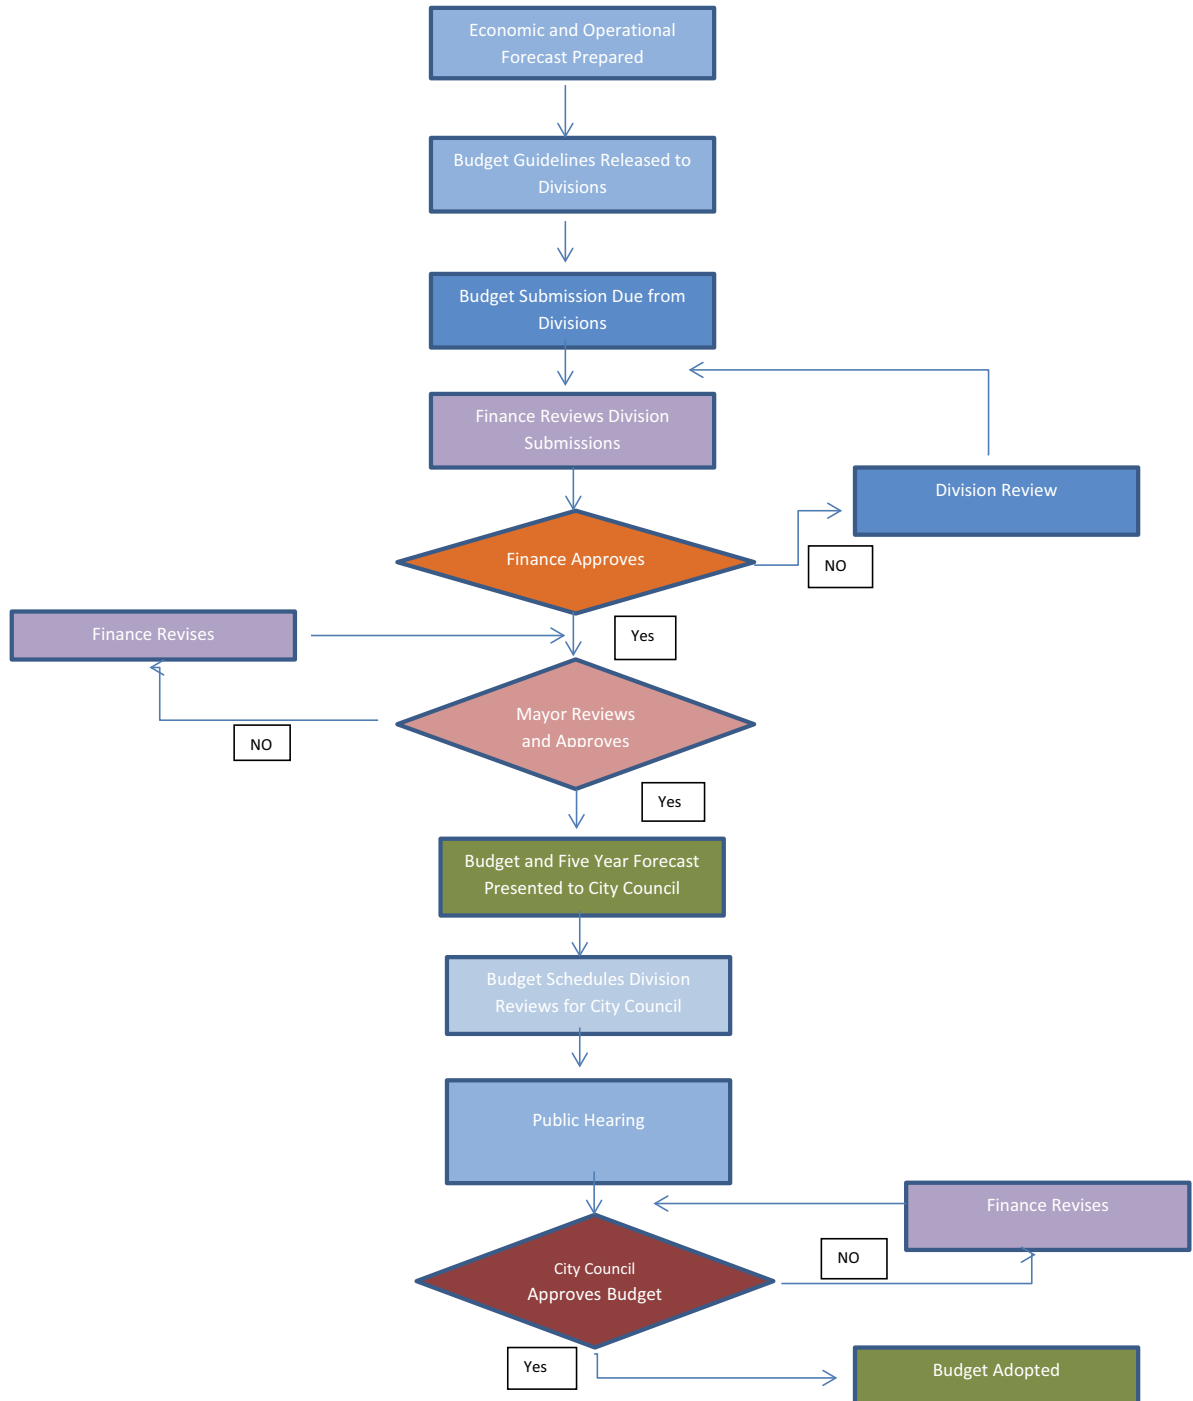 Economic and Operational
Forecast Prepared
Budget Guidelines Released to
Divisions
Budget Submission Due from
Divisions
Finance Reviews Division
Submissions
Division Review
Finance Approves
NO
Finance Revises
Yes
Mayor Reviews
and Approves
NO
Yes
Budget and Five Year Forecast
Presented to City Council
Budget Schedules Division
Reviews for City Council
Public Hearing
Finance Revises
NO
City Council
Approves Budget
Yes
Budget Adopted